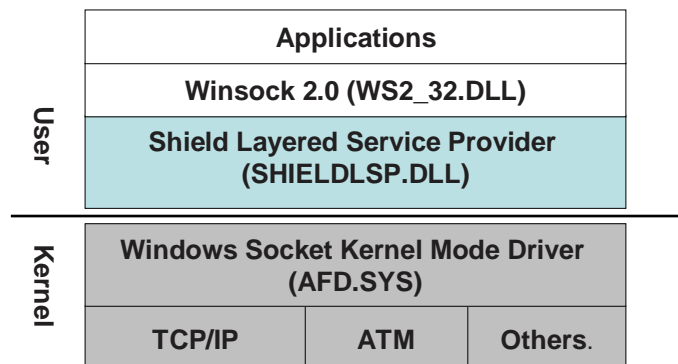 Applications
Winsock 2.0 (WS2_32.DLL)
User
Shield Layered Service Provider
(SHIELDLSP.DLL)
Kernel
Windows Socket Kernel Mode Driver
(AFD.SYS)
TCP/IP ATM Others.